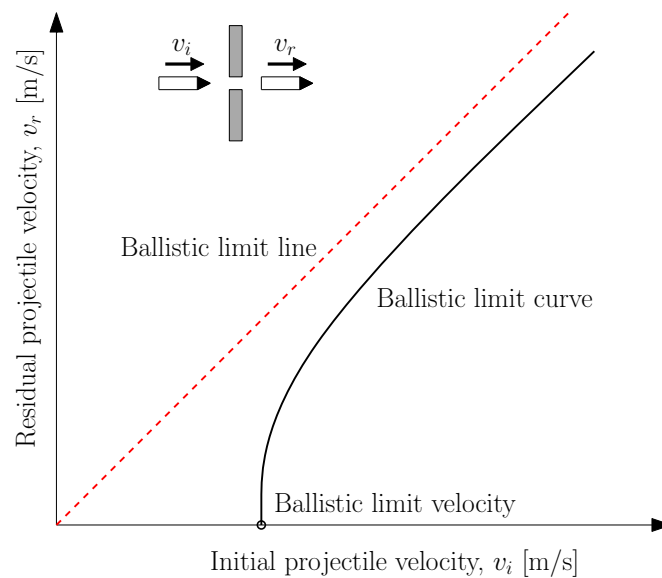 v_i
v_r
Ballistic limit line
Ballistic limit curve
Ballistic limit velocity
Residual projectile velocity, v_r [m/s]
Initial projectile velocity, v_i [m/s]